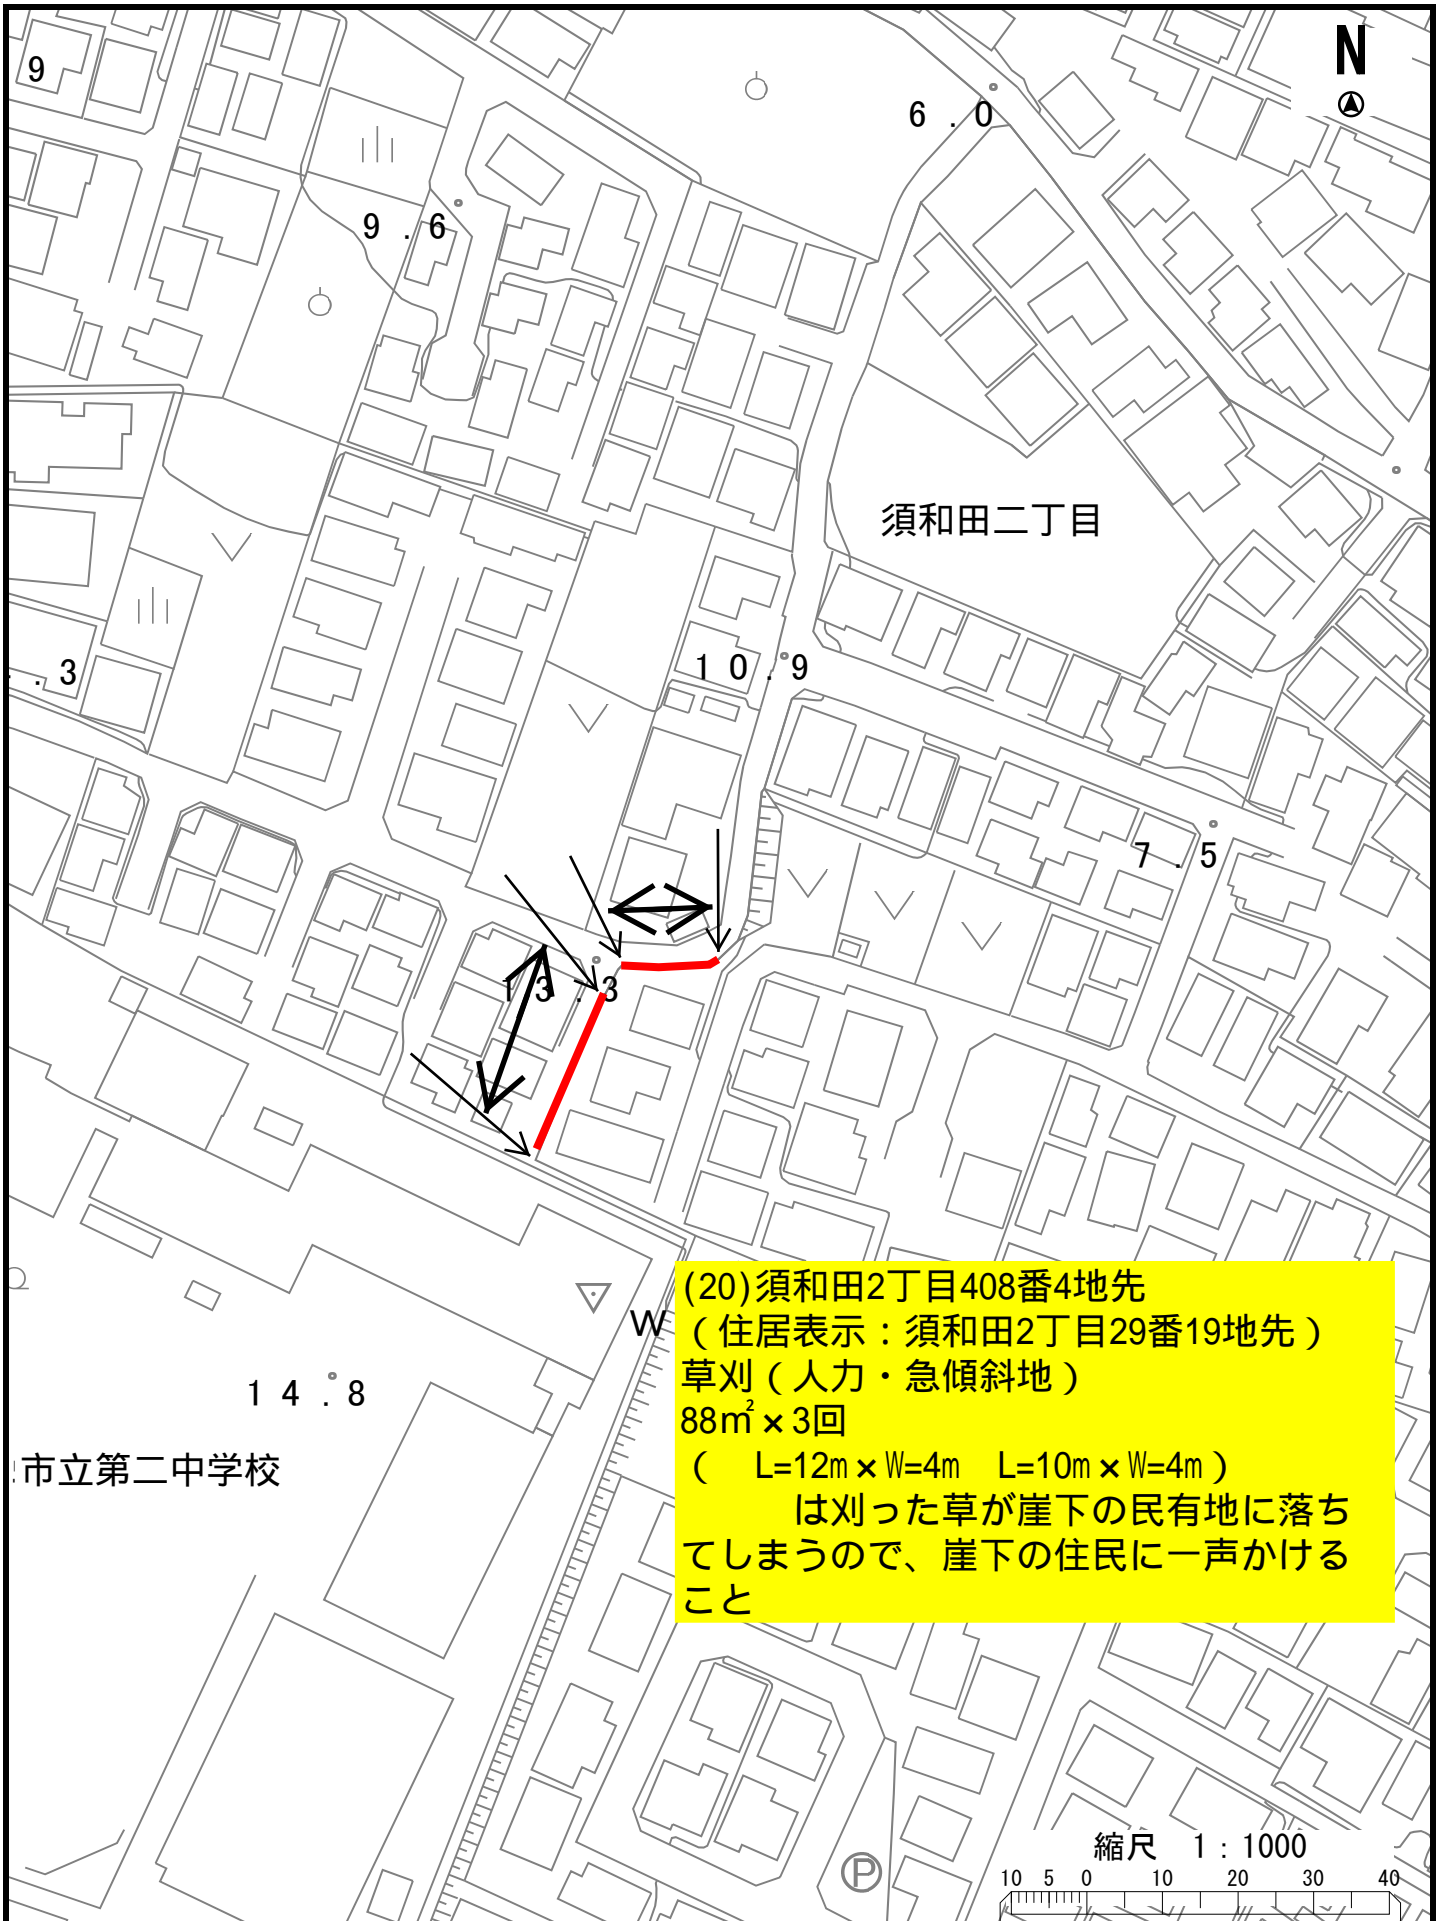 N
9
6.0
9.6
須和田二丁目
10.9
.3
7.5
13.3
W
14.8
市立第二中学校
(20)須和田2丁目408番4地先
(住居表示:須和田2丁目29番19地先)
草刈(人力・急傾斜地)
88㎡×3回
( L=12m×W=4m L=10m×W=4m)
は刈った草が崖下の民有地に落ち
てしまうので、崖下の住民に一声かける
こと
P
縮尺 1:1000
10 5 0 10 20 30 40